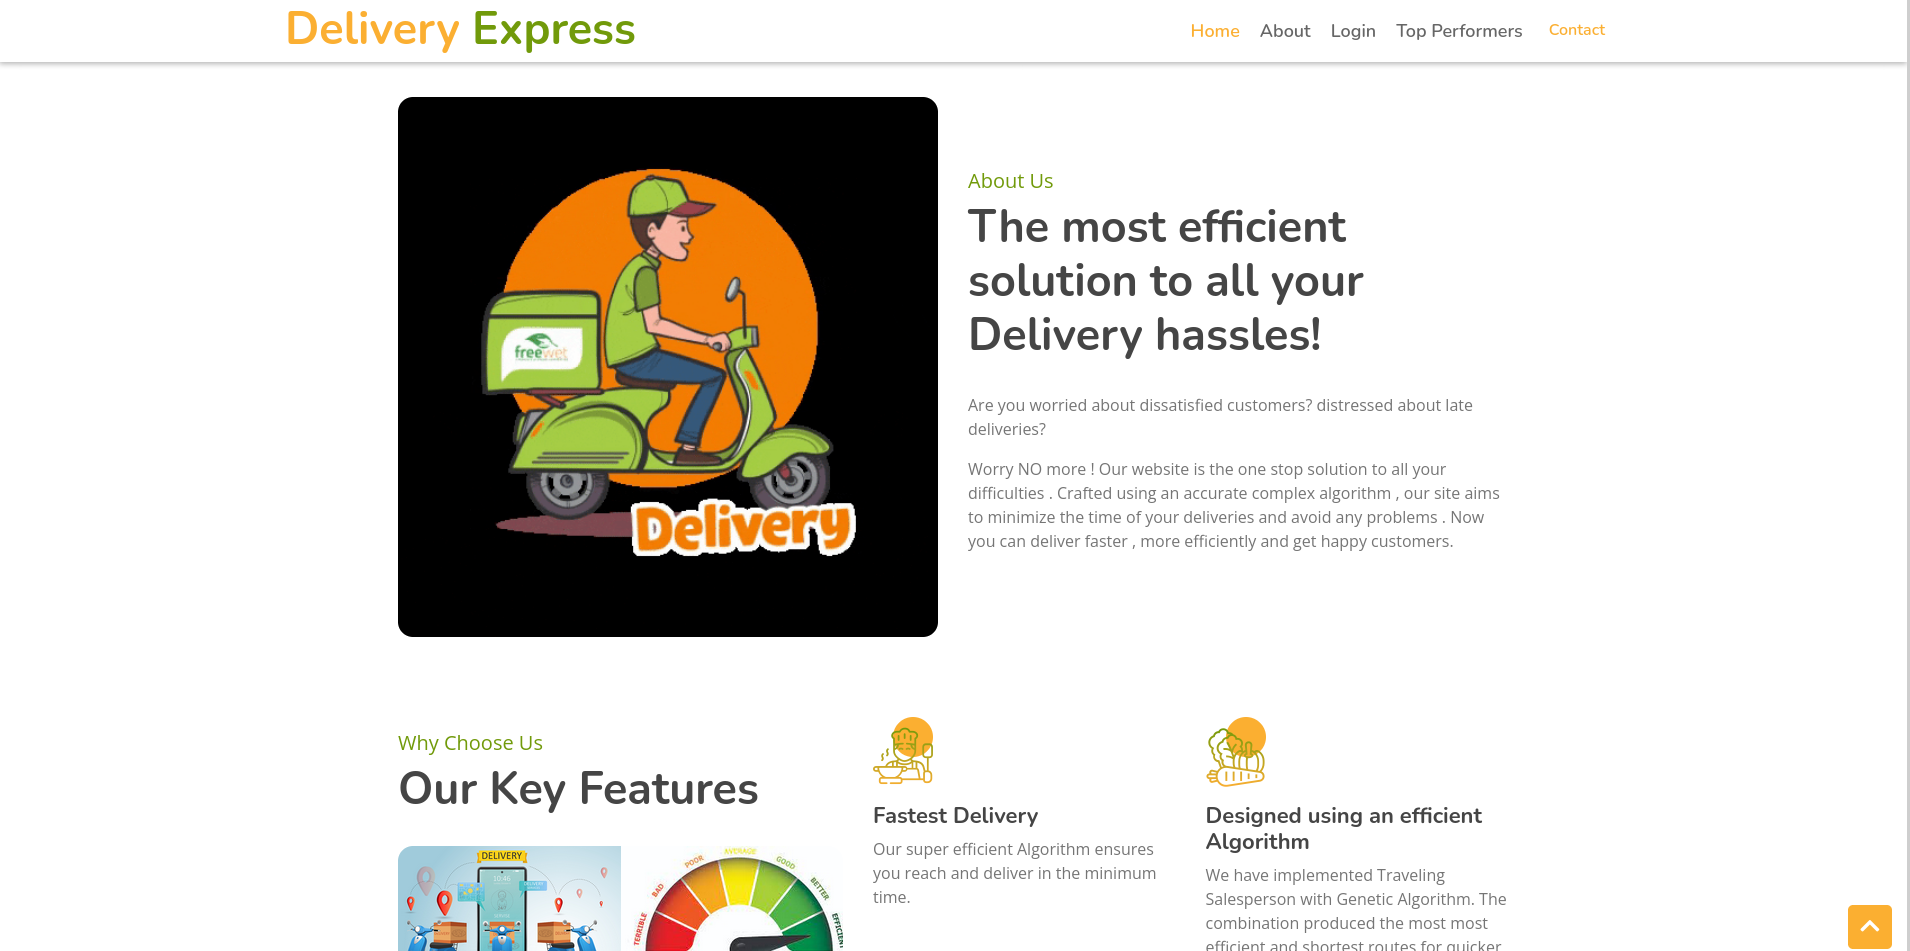 Delivery Express
Home About Login Top Performers Contact
freewet
Delivery
About Us
The most efficient
solution to all your
Delivery hassles!
Are you worried about dissatisfied customers? distressed about late
deliveries?
Worry NO more ! Our website is the one stop solution to all your
difficulties . Crafted using an accurate complex algorithm , our site aims
to minimize the time of your deliveries and avoid any problems . Now
you can deliver faster , more efficiently and get happy customers.
Why Choose Us
Our Key Features
DELIVERY
10:46
TERRIBLE
BAD
POOR
AVERAGE
GOOD
BETTER
Fastest Delivery
Our super efficient Algorithm ensures
you reach and deliver in the minimum
time.
Designed using an efficient
Algorithm
We have implemented Traveling
Salesperson with Genetic Algorithm. The
combination produced the most most
efficient and shortest routes for quicker